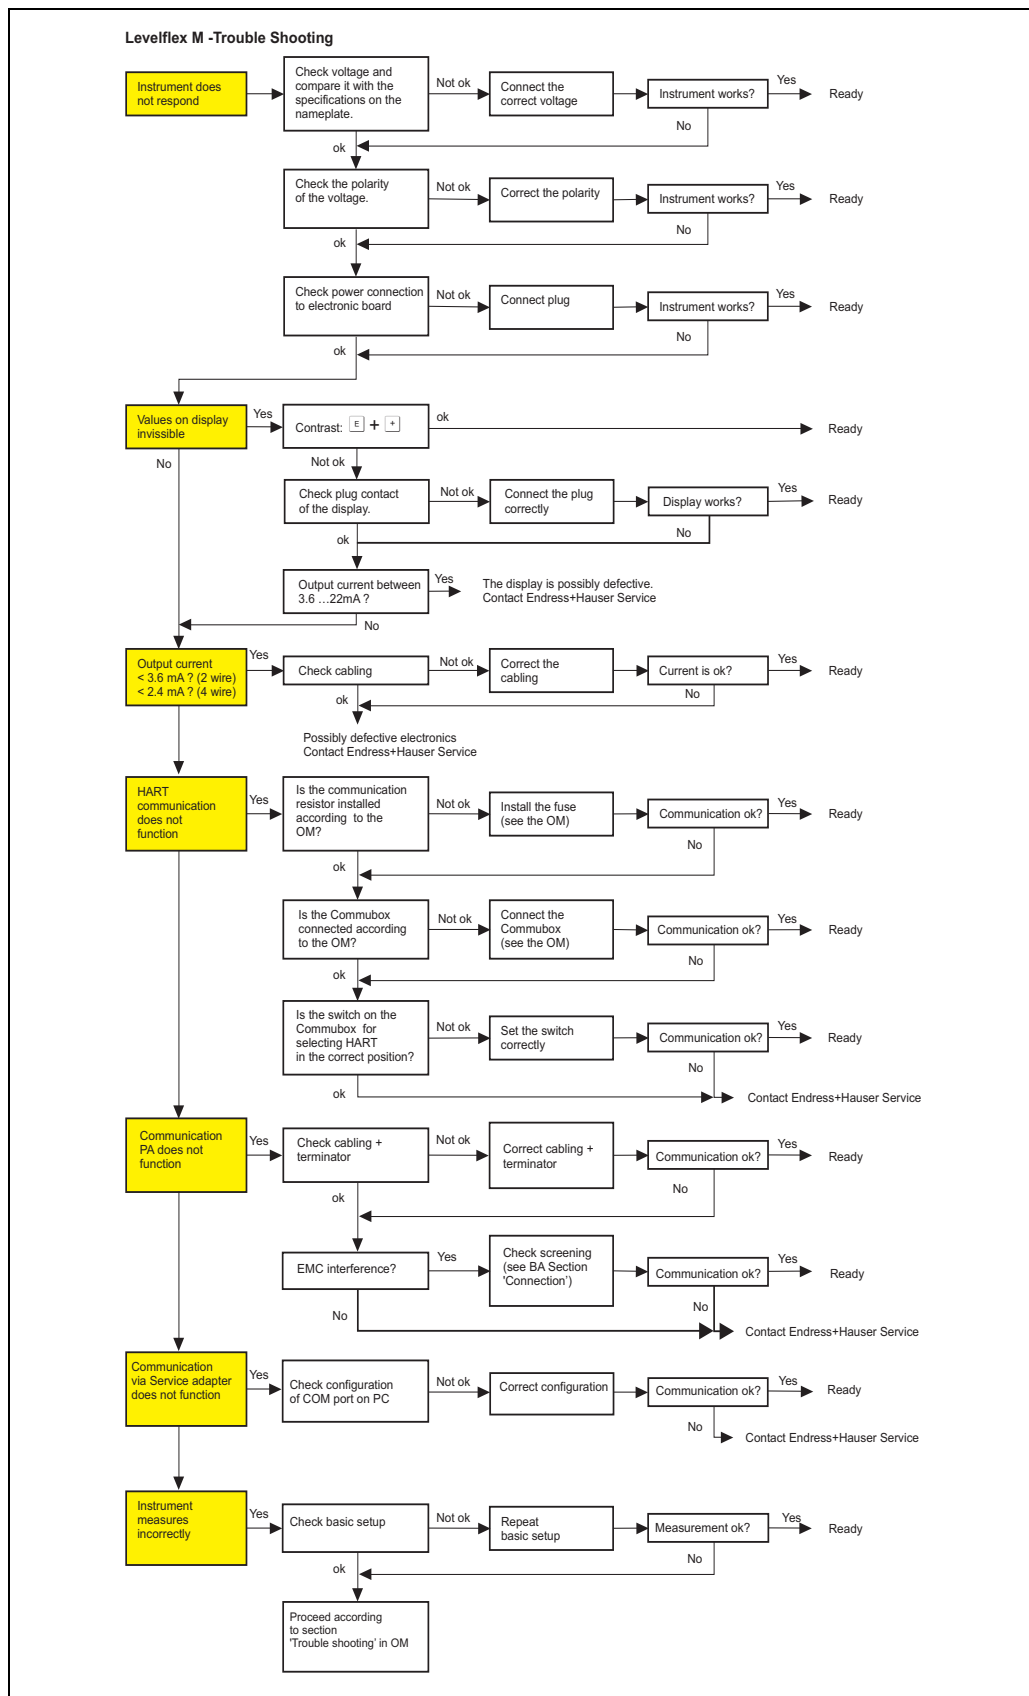 Levelflex M -Trouble Shooting
Instrument does
not respond
Check voltage and
compare it with the
specifications on the
nameplate.
Not ok
Connect the
correct voltage
Instrument works?
Yes
Ready
No
ok
Check the polarity
of the voltage.
Not ok
Correct the polarity
Instrument works?
Yes
Ready
No
ok
Check power connection
to electronic board
Not ok
Connect plug
Instrument works?
Yes
Ready
No
ok
Values on display
invissible
Yes
Contrast: E + +
ok
Ready
No
Not ok
Check plug contact
of the display.
Not ok
Connect the plug
correctly
Display works?
Yes
Ready
No
ok
Output current between
3.6 ...22mA ?
Yes
The display is possibly defective.
Contact Endress+Hauser Service
No
Output current
< 3.6 mA ? (2 wire)
< 2.4 mA ? (4 wire)
Yes
Check cabling
Not ok
Correct the
cabling
Current is ok?
Yes
Ready
No
ok
Possibly defective electronics
Contact Endress+Hauser Service
HART
communication
does not
function
Yes
Is the communication
resistor installed
according to the
OM?
Not ok
Install the fuse
(see the OM)
Communication ok?
Yes
Ready
No
ok
Is the Commubox
connected according
to the OM?
Not ok
Connect the
Commubox
(see the OM)
Communication ok?
Yes
Ready
No
ok
Is the switch on the
Commubox for
selecting HART
in the correct position?
Not ok
Set the switch
correctly
Communication ok?
Yes
Ready
No
ok
Contact Endress+Hauser Service
Communication
PA does not
function
Yes
Check cabling +
terminator
Not ok
Correct cabling +
terminator
Communication ok?
Yes
Ready
No
ok
EMC interference?
Yes
Check screening
(see BA Section
'Connection')
Communication ok?
Yes
Ready
No
No
Contact Endress+Hauser Service
Communication
via Service adapter
does not function
Yes
Check configuration
of COM port on PC
Not ok
Correct configuration
Communication ok?
Yes
Ready
No
Contact Endress+Hauser Service
Instrument
measures
incorrectly
Yes
Check basic setup
Not ok
Repeat
basic setup
Measurement ok?
Yes
Ready
No
ok
Proceed according
to section
'Trouble shooting' in OM